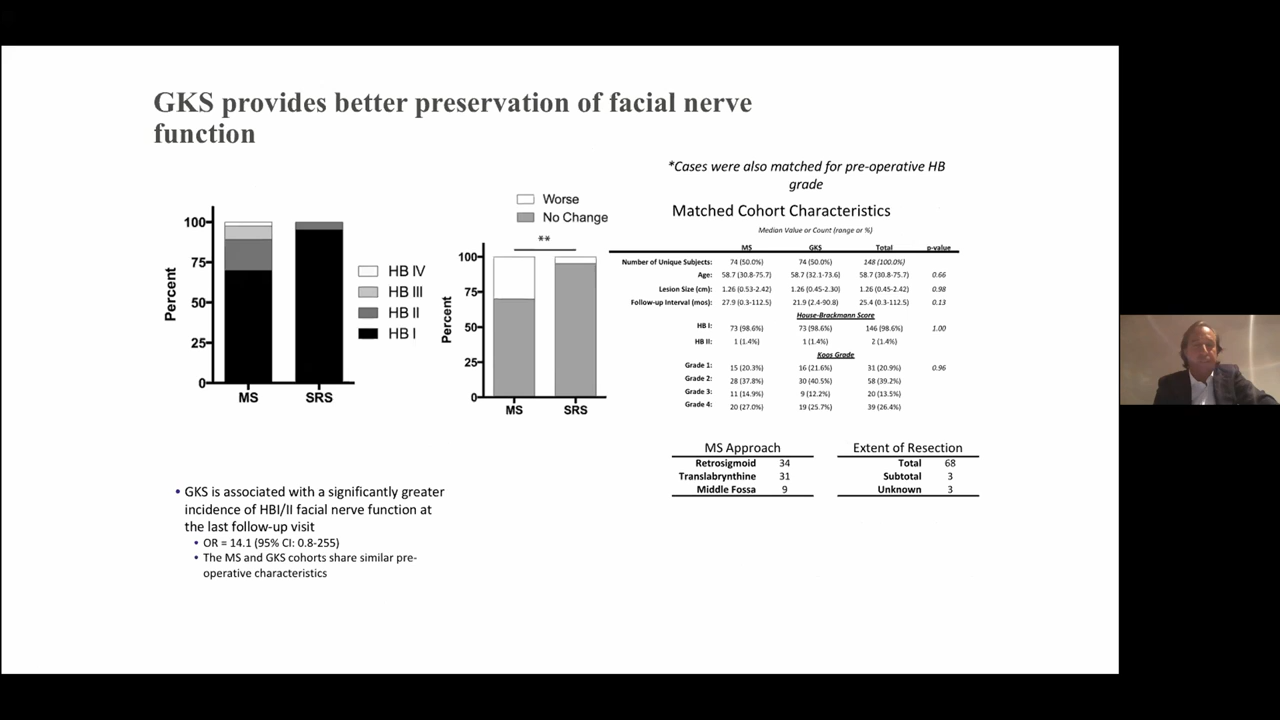 GKS provides better preservation of facial nerve
function
*Cases were also matched for pre-operative HB
grade
Matched Cohort Characteristics
Median Value or Count (range or %)
MS GKS Total p-value
Number of Unique Subjects: 74 (50.0%) 74 (50.0%) 148 (100.0%)
Age: 58.7 (30.8-75.7) 58.7 (32.1-73.6) 58.7 (30.8-75.7) 0.66
Lesion Size (cm): 1.26 (0.53-2.42) 1.26 (0.45-2.30) 1.26 (0.45-2.42) 0.98
Follow-up Interval (mos): 27.9 (0.3-112.5) 21.9 (2.4-90.8) 25.4 (0.3-112.5) 0.13
House-Brackmann Score
HB I: 73 (98.6%) 73 (98.6%) 146 (98.6%) 1.00
HB II: 1 (1.4%) 1 (1.4%) 2 (1.4%)
Koos Grade
Grade 1: 15 (20.3%) 16 (21.6%) 31 (20.9%) 0.96
Grade 2: 28 (37.8%) 30 (40.5%) 58 (39.2%)
Grade 3: 11 (14.9%) 9 (12.2%) 20 (13.5%)
Grade 4: 20 (27.0%) 19 (25.7%) 39 (26.4%)
100
75
50
25
0
Percent
MS SRS
HB IV
HB III
HB II
HB I
Worse
No Change
**
100
75
50
25
0
Percent
MS SRS
MS Approach
Retrosigmoid 34
Translabrynthine 31
Middle Fossa 9
Extent of Resection
Total 68
Subtotal 3
Unknown 3
• GKS is associated with a significantly greater
incidence of HBI/II facial nerve function at
the last follow-up visit
• OR = 14.1 (95% CI: 0.8-255)
• The MS and GKS cohorts share similar pre-
operative characteristics